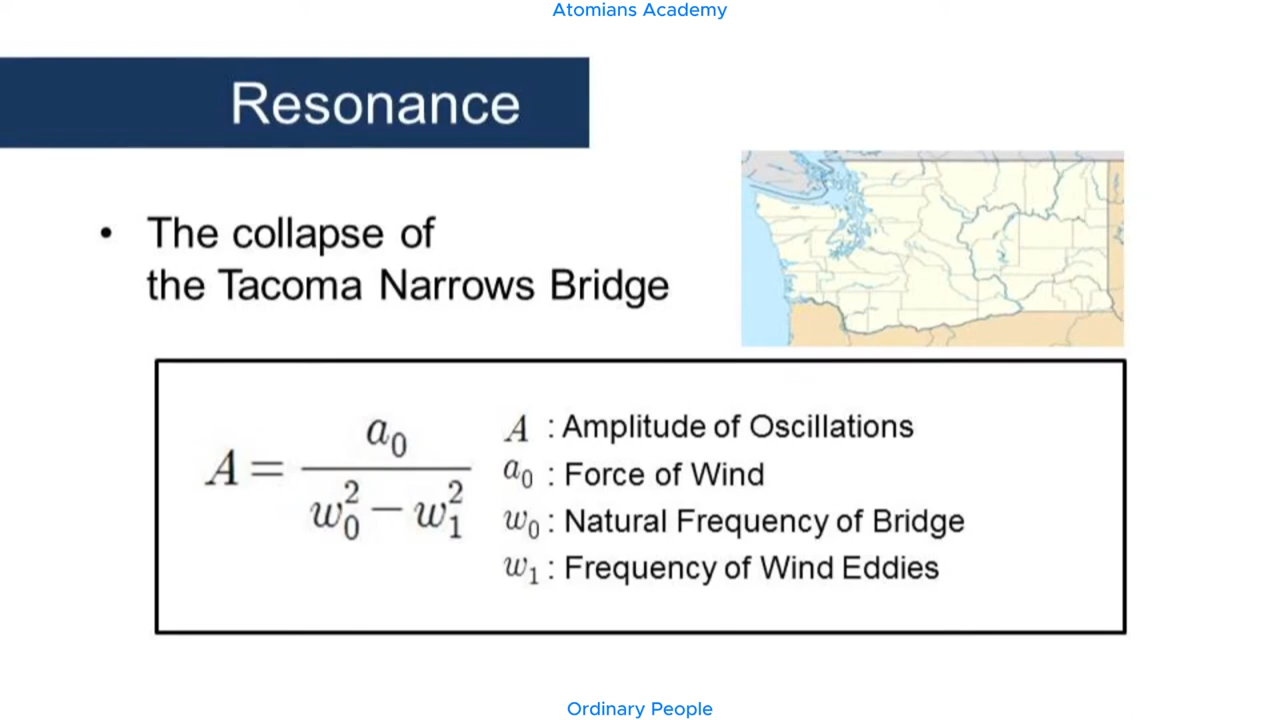 Atomians Academy
Resonance
• The collapse of
the Tacoma Narrows Bridge
A = a₀ / (w₀² − w₁²)
A : Amplitude of Oscillations
a₀ : Force of Wind
w₀ : Natural Frequency of Bridge
w₁ : Frequency of Wind Eddies
Ordinary People